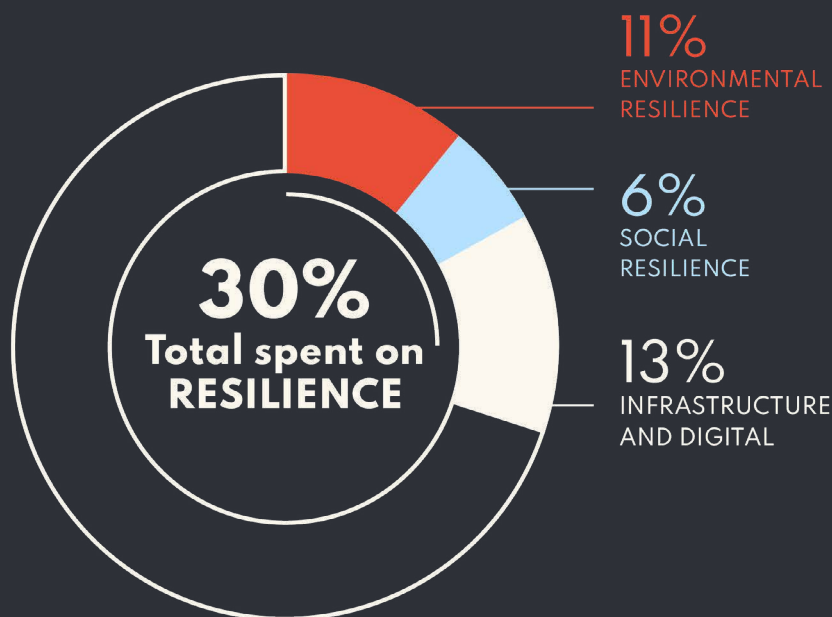 11%
ENVIRONMENTAL
RESILIENCE
6%
SOCIAL
RESILIENCE
30%
Total spent on
RESILIENCE
13%
INFRASTRUCTURE
AND DIGITAL